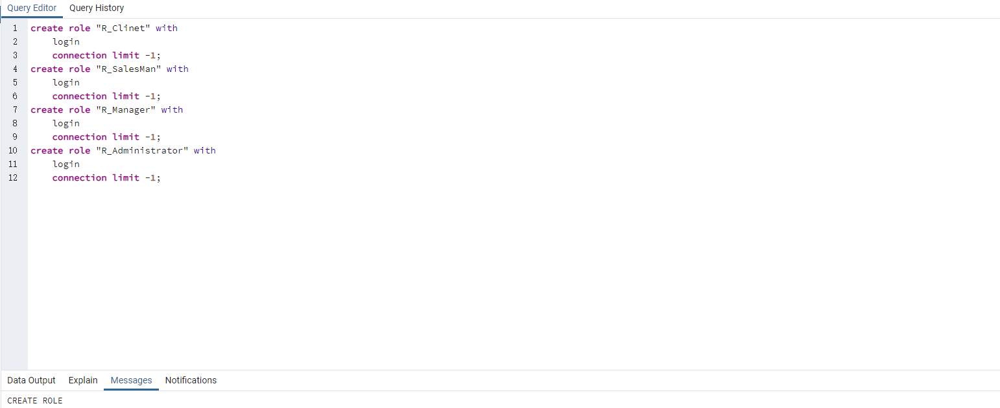 Query Editor Query History
1 create role "R_Clinet" with
2 login
3 connection limit -1;
4 create role "R_SalesMan" with
5 login
6 connection limit -1;
7 create role "R_Manager" with
8 login
9 connection limit -1;
10 create role "R_Administrator" with
11 login
12 connection limit -1;
Data Output Explain Messages Notifications
CREATE ROLE